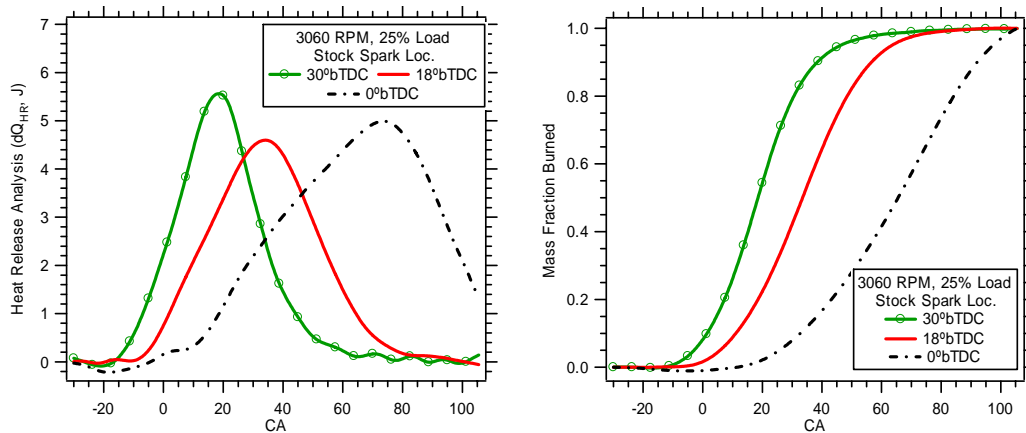 3060 RPM, 25% Load
Stock Spark Loc.
30ºbTDC 18ºbTDC
0ºbTDC
Heat Release Analysis (dQHR, J)
7
6
5
4
3
2
1
0
-20 0 20 40 60 80 100
CA
Mass Fraction Burned
1.0
0.8
0.6
0.4
0.2
0.0
3060 RPM, 25% Load
Stock Spark Loc.
30ºbTDC
18ºbTDC
0ºbTDC
-20 0 20 40 60 80 100
CA